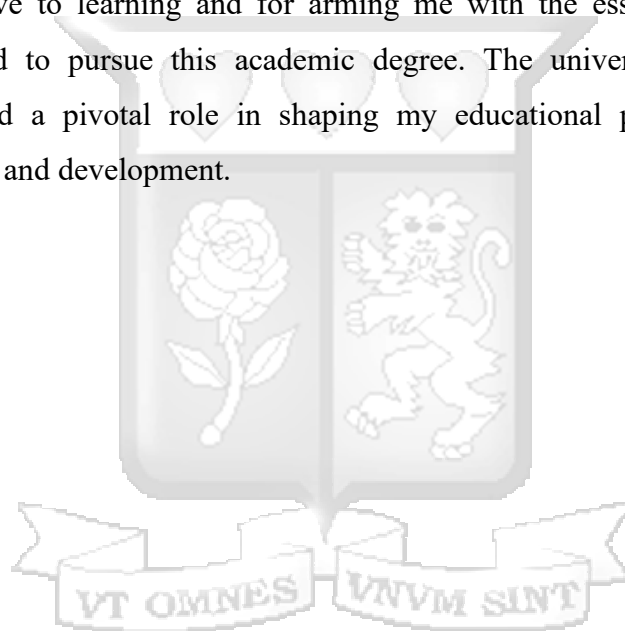 ve to learning and for arming me with the ess
d to pursue this academic degree. The univer
d a pivotal role in shaping my educational p
and development.
VT OMNES VNVM SINT